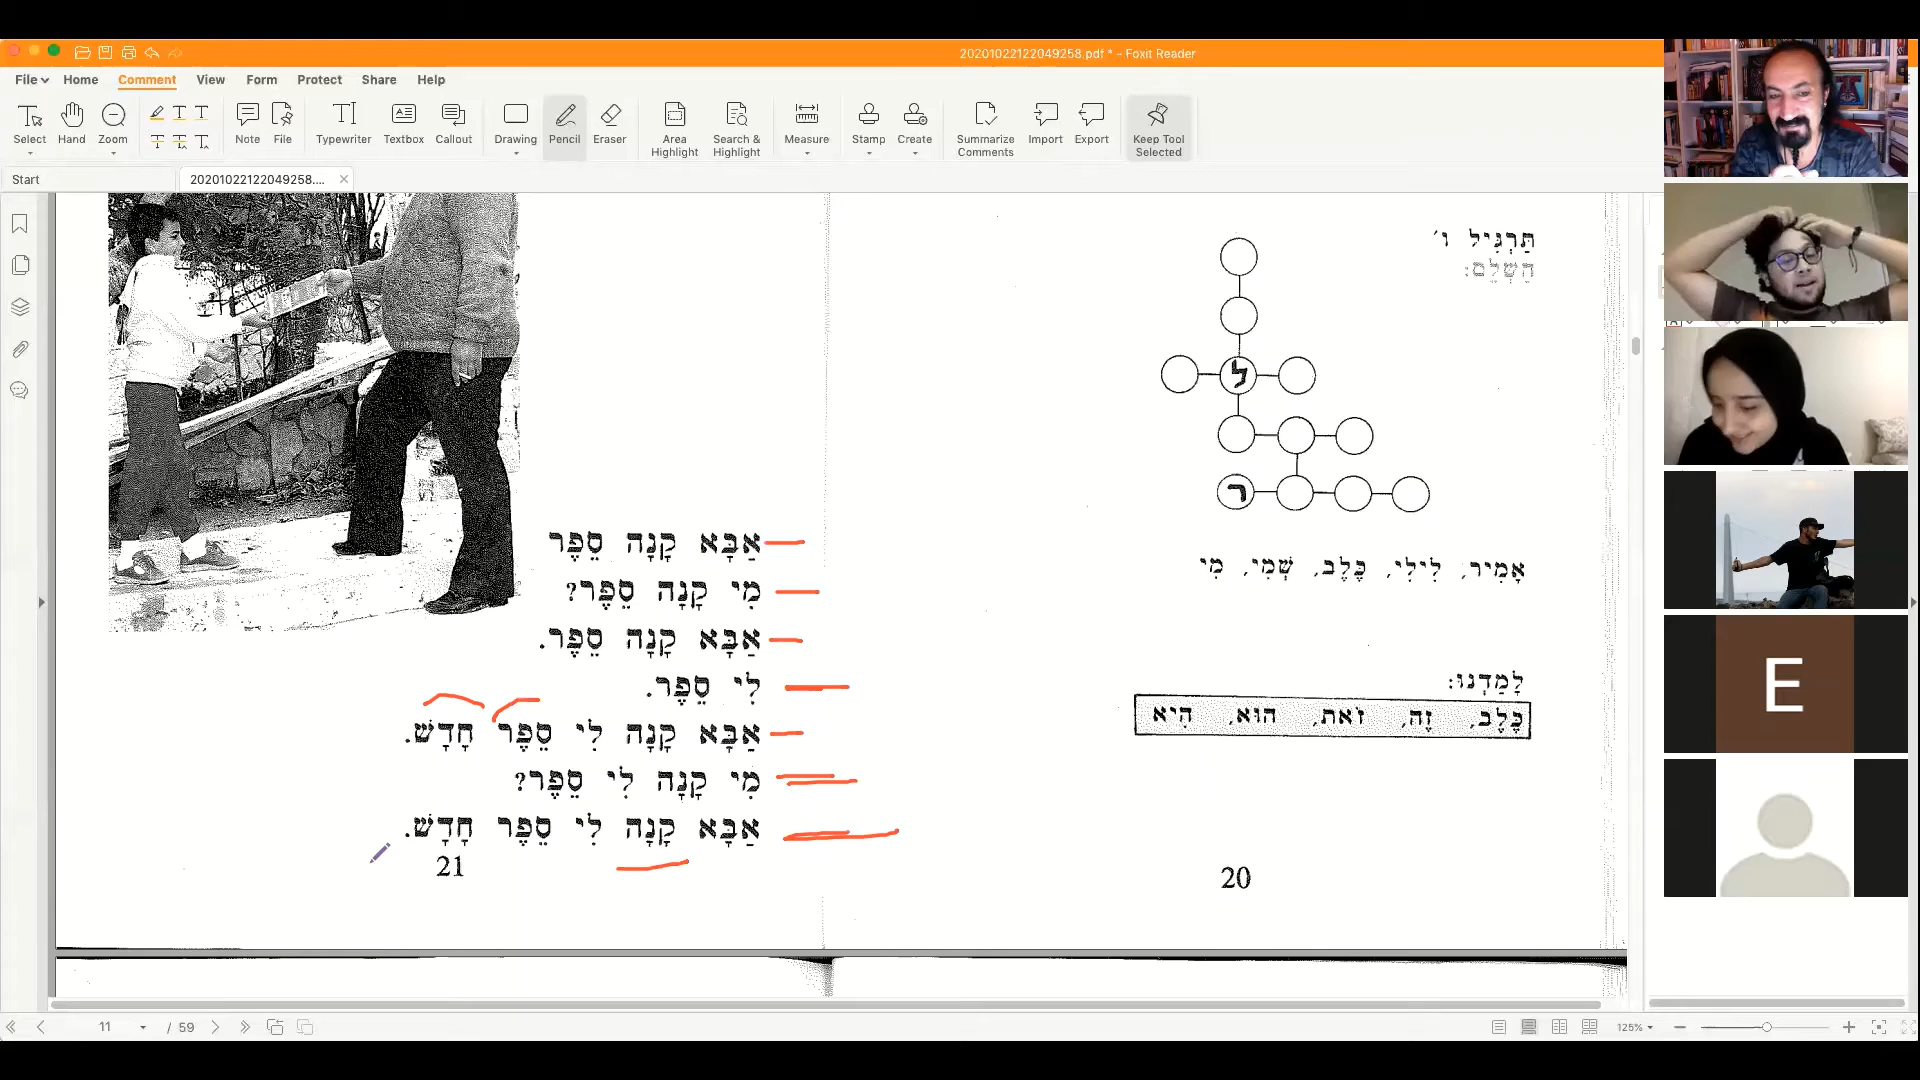 20201022122049258.pdf * - Foxit Reader
File Home Comment View Form Protect Share Help
Select Hand Zoom Note File Typewriter Textbox Callout Drawing Pencil Eraser Area Highlight Search & Highlight Measure Stamp Create Summarize Comments Import Export Keep Tool Selected
Start 20201022122049258....
תַּרְגִּיל ו׳
הַשְׁלֵם:
ל
ר
אָמִיר, לִילִי, כֶּלֶב, שְׁמִי, מִי
לָמַדְנוּ:
כֶּלֶב, זֶה, זֹאת, הוּא, הִיא
20
אַבָּא קָנָה סֵפֶר
מִי קָנָה סֵפֶר?
אַבָּא קָנָה סֵפֶר.
לִי סֵפֶר.
אַבָּא קָנָה לִי סֵפֶר חָדָשׁ.
מִי קָנָה לִי סֵפֶר?
אַבָּא קָנָה לִי סֵפֶר חָדָשׁ.
21
E
11 / 59
125%